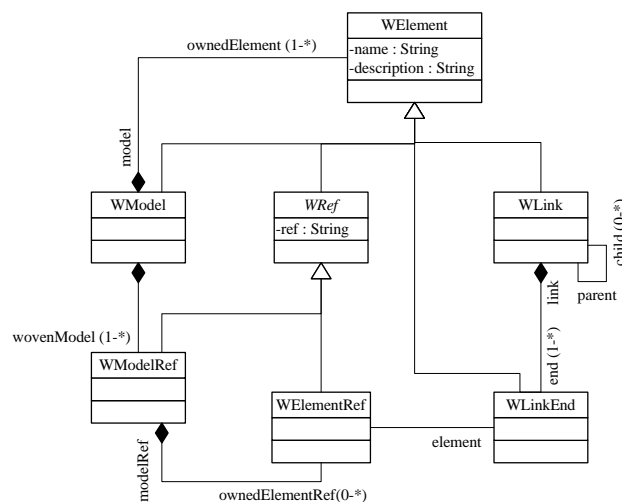 WElement
ownedElement (1-*)
-name : String
-description : String
model
WModel
WRef
WLink
-ref : String
child (0-*)
link
parent
wovenModel (1-*)
WModelRef
end (1-*)
WElementRef
WLinkEnd
modelRef
element
ownedElementRef(0-*)